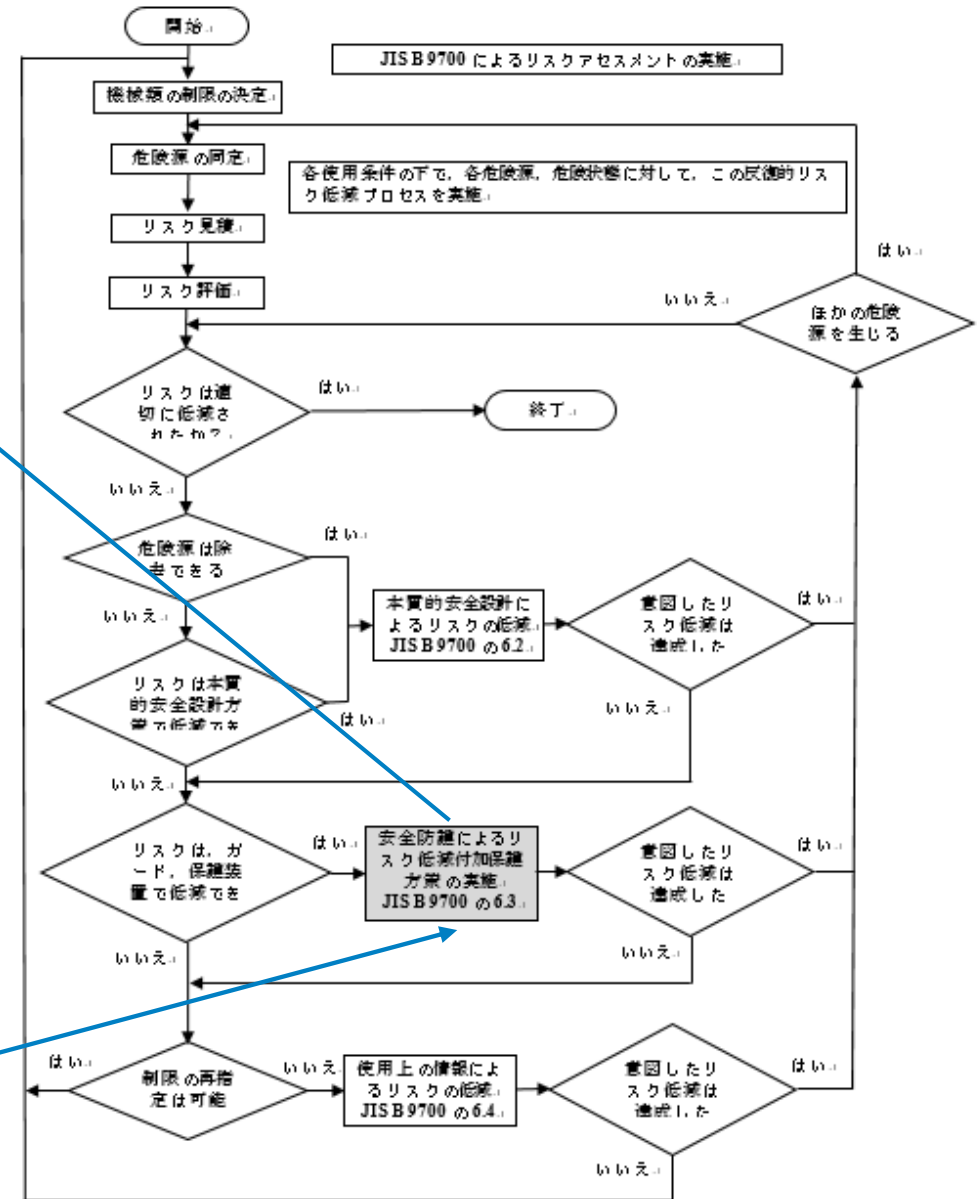 開始
JISB9700 によるリスクアセスメントの実施
機械類の制限の決定
危険源の同定
各使用条件の下で，各危険源，危険状態に対して，この反復的リス
ク低減プロセスを実施
リスク見積
はい
リスク評価
いいえ
ほかの危険
源を生じる
リスクは適
切に低減さ
れたか？
はい
終了
いいえ
危険源は除
去できる
はい
いいえ
本質的安全設計に
よるリスクの低減
JISB9700 の6.2
意図したリ
スク低減は
達成した
はい
リスクは本質
的安全設計方
策で低減でき
はい
いいえ
いいえ
リスクは，ガ
ード，保護装
置で低減でき
はい
安全防護によるリ
スク低減付加保護
方策の実施
JISB9700 の6.3
意図したリ
スク低減は
達成した
はい
いいえ
いいえ
はい
制限の再指
定は可能
いいえ
使用上の情報によ
るリスクの低減
JISB9700 の6.4
意図したリ
スク低減は
達成した
はい
いいえ